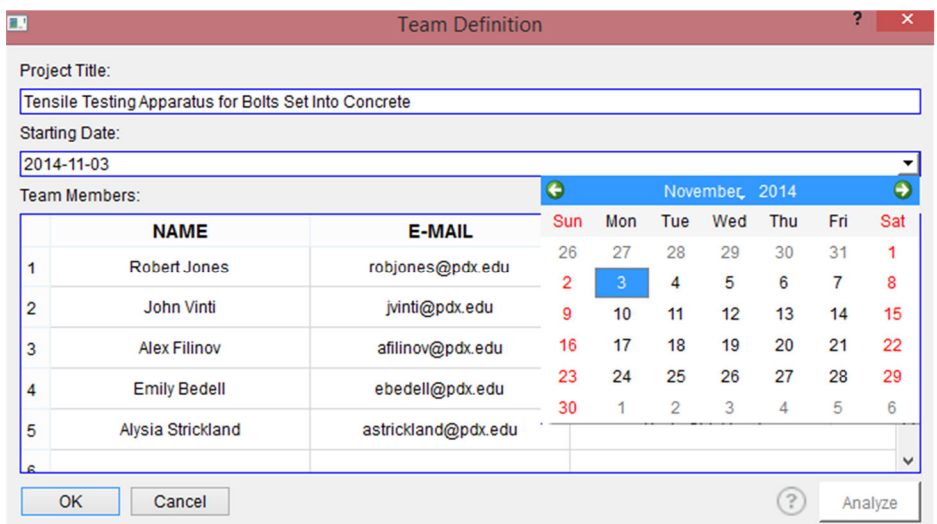 Team Definition
?
×
Project Title:
Tensile Testing Apparatus for Bolts Set Into Concrete
Starting Date:
2014-11-03
Team Members:
November, 2014
Sun Mon Tue Wed Thu Fri Sat
26 27 28 29 30 31 1
2 3 4 5 6 7 8
9 10 11 12 13 14 15
16 17 18 19 20 21 22
23 24 25 26 27 28 29
30 1 2 3 4 5 6
NAME E-MAIL
1 Robert Jones robjones@pdx.edu
2 John Vinti jvinti@pdx.edu
3 Alex Filinov afilinov@pdx.edu
4 Emily Bedell ebedell@pdx.edu
5 Alysia Strickland astrickland@pdx.edu
6
OK Cancel ? Analyze